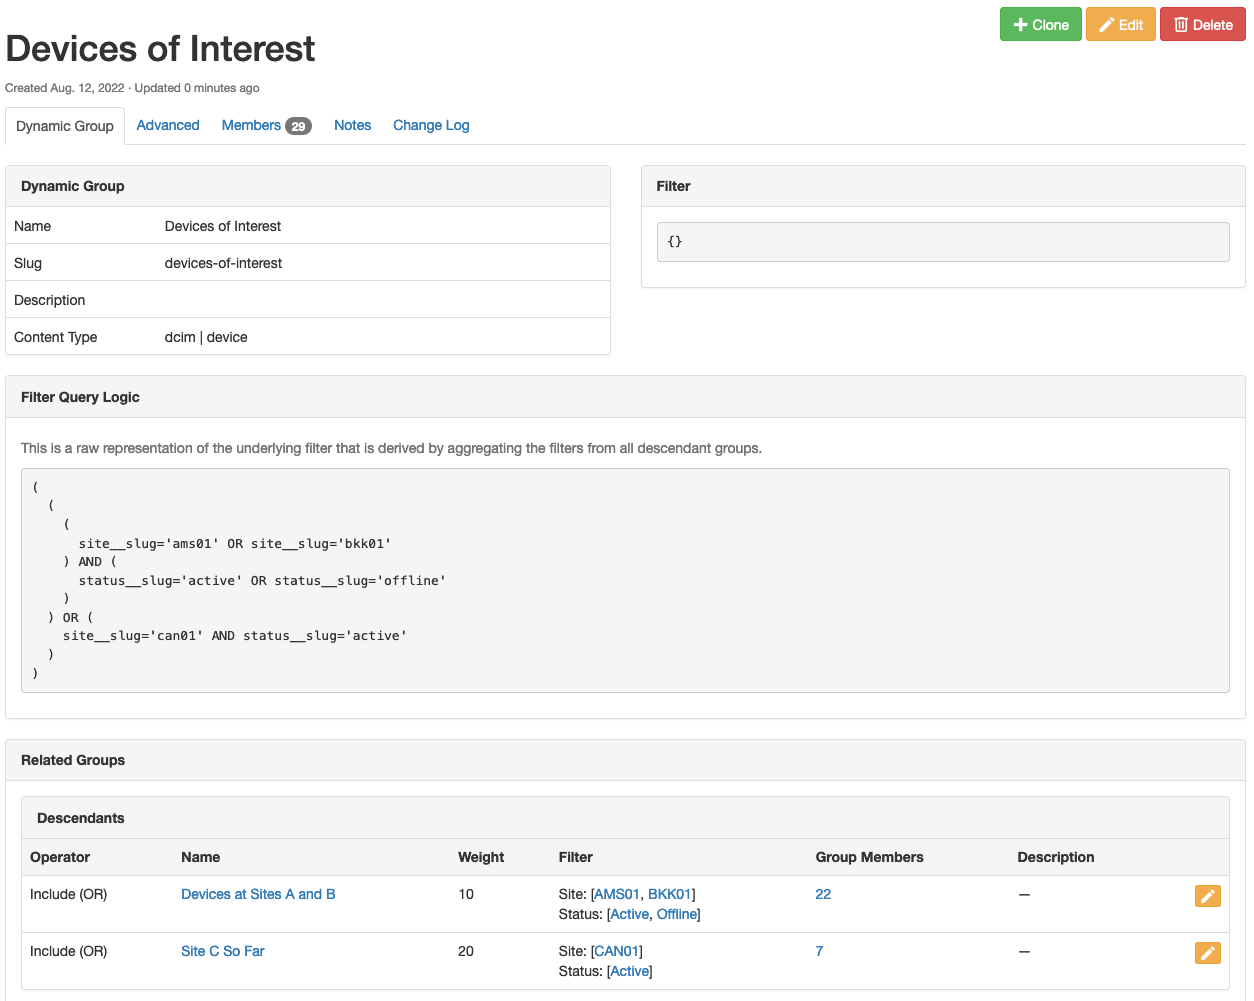 Clone Edit Delete
Devices of Interest
Created Aug. 12, 2022 · Updated 0 minutes ago
Dynamic Group Advanced Members 29 Notes Change Log
Dynamic Group
Name Devices of Interest
Slug devices-of-interest
Description
Content Type dcim | device
Filter
{}
Filter Query Logic
This is a raw representation of the underlying filter that is derived by aggregating the filters from all descendant groups.
(
  (
    (
      site__slug='ams01' OR site__slug='bkk01'
    ) AND (
      status__slug='active' OR status__slug='offline'
    )
  ) OR (
    site__slug='can01' AND status__slug='active'
  )
)
Related Groups
Descendants
Operator Name Weight Filter Group Members Description
Include (OR) Devices at Sites A and B 10 Site: [AMS01, BKK01] 22 —
Status: [Active, Offline]
Include (OR) Site C So Far 20 Site: [CAN01] 7 —
Status: [Active]